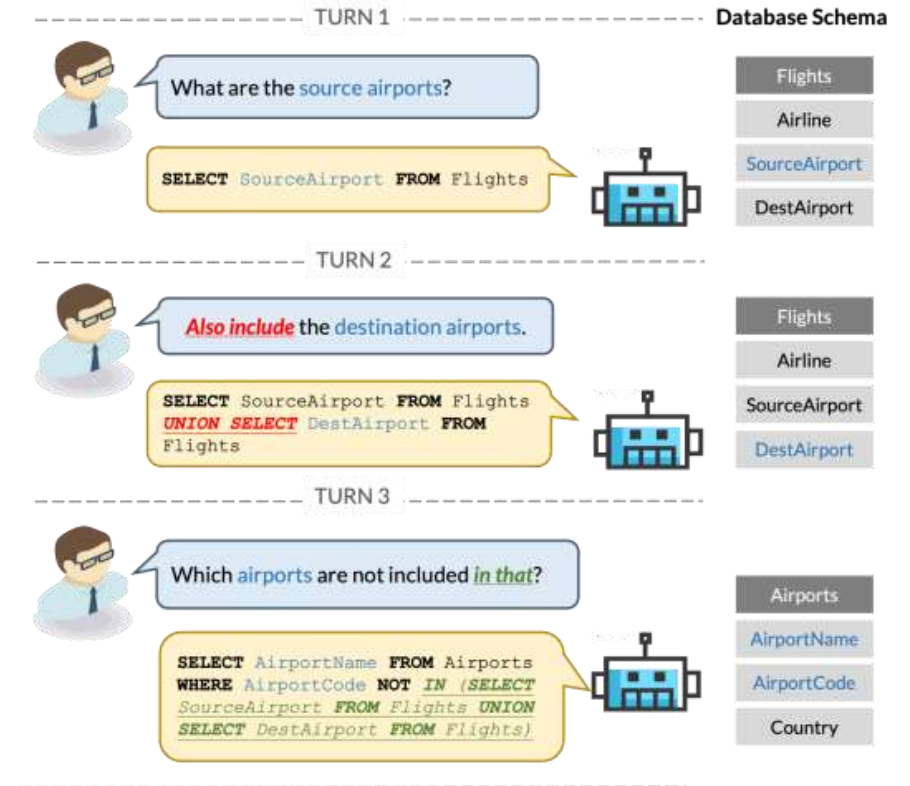 TURN 1
Database Schema
What are the source airports?
SELECT SourceAirport FROM Flights
Flights
Airline
SourceAirport
DestAirport
TURN 2
Also include the destination airports.
SELECT SourceAirport FROM Flights
UNION SELECT DestAirport FROM
Flights
Flights
Airline
SourceAirport
DestAirport
TURN 3
Which airports are not included in that?
SELECT AirportName FROM Airports
WHERE AirportCode NOT IN (SELECT
SourceAirport FROM Flights UNION
SELECT DestAirport FROM Flights)
Airports
AirportName
AirportCode
Country